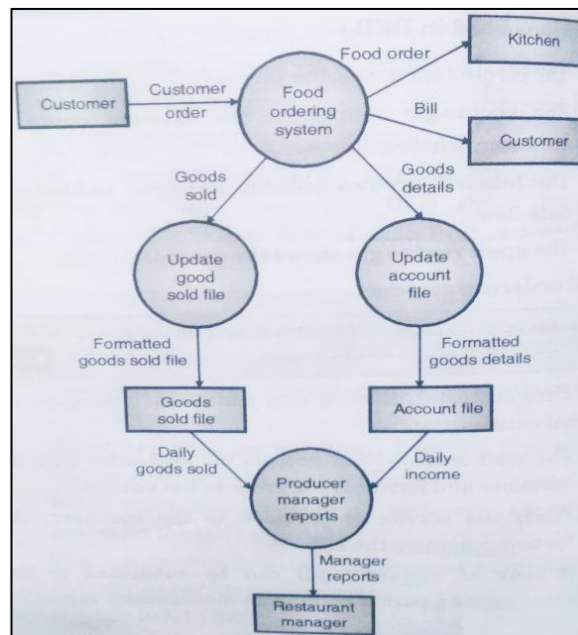 Food order
Kitchen
Customer
Customer
order
Food
ordering
system
Bill
Customer
Goods
sold
Goods
details
Update
good
sold file
Update
account
file
Formatted
goods sold file
Formatted
goods details
Goods
sold file
Account file
Daily
goods sold
Daily
income
Producer
manager
reports
Manager
reports
Restaurant
manager